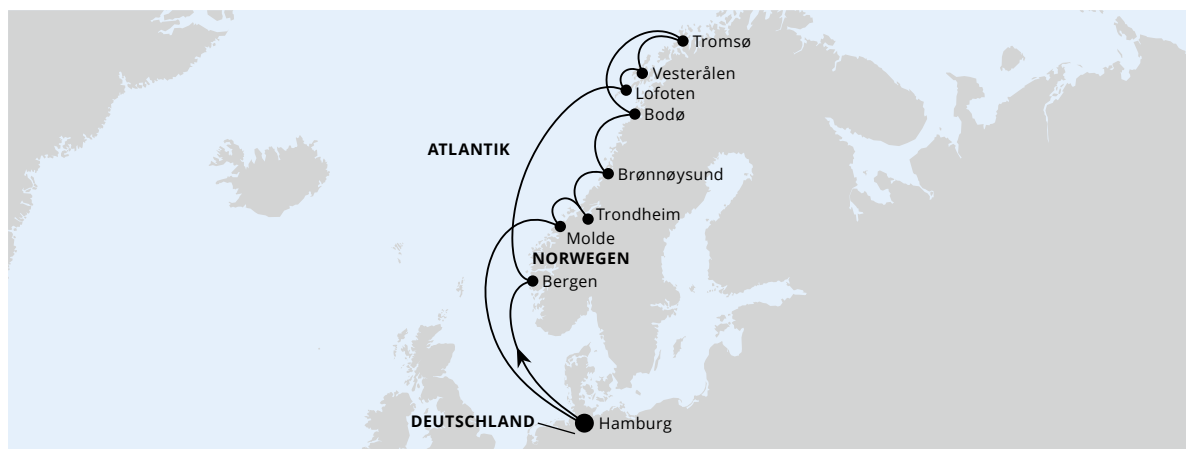 Tromsø
Vesterålen
Lofoten
Bodø
ATLANTIK
Brønnøysund
Trondheim
Molde
NORWEGEN
Bergen
DEUTSCHLAND
Hamburg